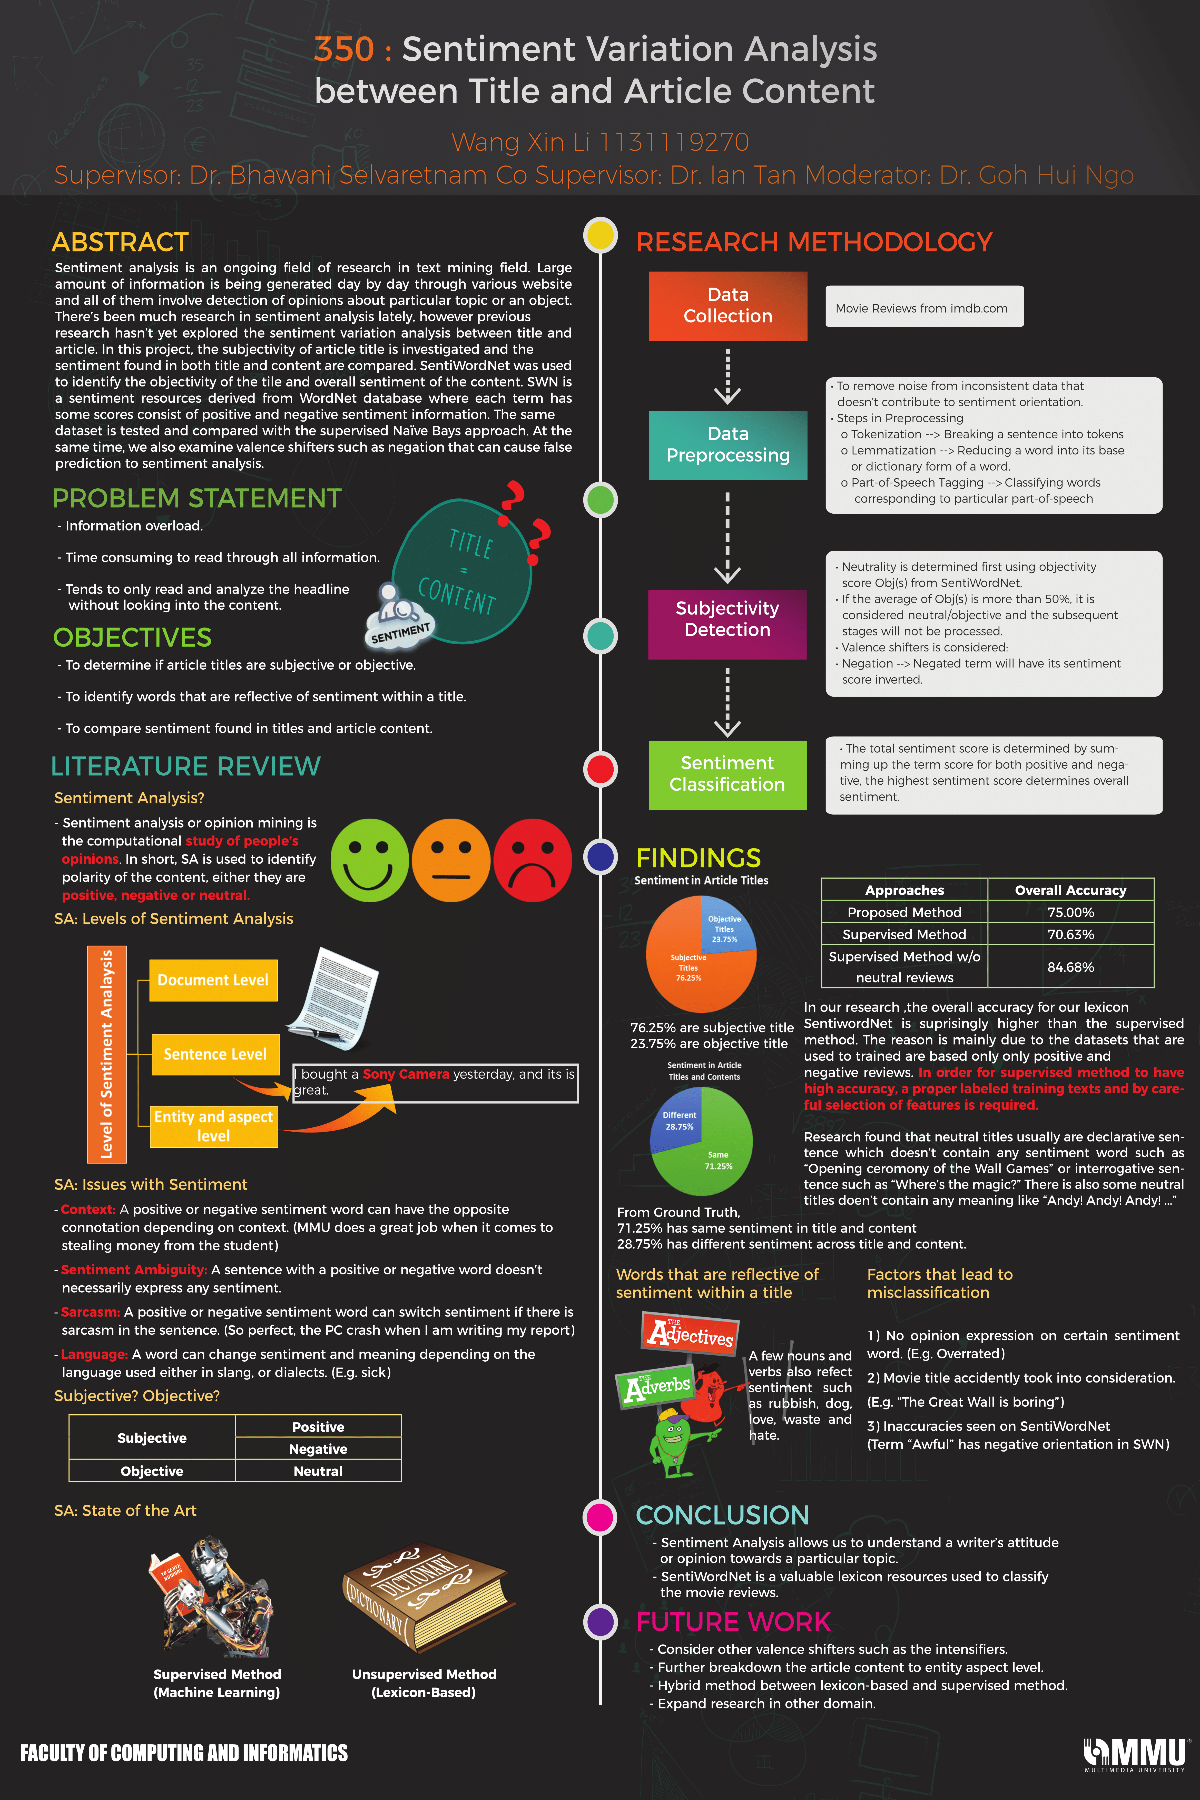 350 : Sentiment Variation Analysis
between Title and Article Content
Wang Xin Li 1131119270
Supervisor: Dr. Bhawani Selvaretnam Co Supervisor: Dr. Ian Tan Moderator: Dr. Goh Hui Ngo
ABSTRACT
Sentiment analysis is an ongoing field of research in text mining field. Large
amount of information is being generated day by day through various website
and all of them involve detection of opinions about particular topic or an object.
There's been much research in sentiment analysis lately, however previous
research hasn't yet explored the sentiment variation analysis between title and
article. In this project, the subjectivity of article title is investigated and the
sentiment found in both title and content are compared. SentiWordNet was used
to identify the objectivity of the tile and overall sentiment of the content. SWN is
a sentiment resources derived from WordNet database where each term has
some scores consist of positive and negative sentiment information. The same
dataset is tested and compared with the supervised Naïve Bays approach. At the
same time, we also examine valence shifters such as negation that can cause false
prediction to sentiment analysis.
PROBLEM STATEMENT
- Information overload.
- Time consuming to read through all information.
- Tends to only read and analyze the headline
without looking into the content.
TITLE
=
CONTENT
? ?
SENTIMENT
OBJECTIVES
- To determine if article titles are subjective or objective.
- To identify words that are reflective of sentiment within a title.
- To compare sentiment found in titles and article content.
LITERATURE REVIEW
Sentiment Analysis?
- Sentiment analysis or opinion mining is
the computational study of people's
opinions. In short, SA is used to identify
polarity of the content, either they are
positive, negative or neutral.
SA: Levels of Sentiment Analysis
Level of Sentiment Analaysis
Document Level
Sentence Level
Entity and aspect
level
I bought a Sony Camera yesterday, and its is
great.
SA: Issues with Sentiment
- Context: A positive or negative sentiment word can have the opposite
connotation depending on context. (MMU does a great job when it comes to
stealing money from the student)
- Sentiment Ambiguity: A sentence with a positive or negative word doesn't
necessarily express any sentiment.
- Sarcasm: A positive or negative sentiment word can switch sentiment if there is
sarcasm in the sentence. (So perfect, the PC crash when I am writing my report)
- Language: A word can change sentiment and meaning depending on the
language used either in slang, or dialects. (E.g. sick)
Subjective? Objective?
Subjective
Positive
Negative
Objective
Neutral
SA: State of the Art
DICTIONARY
DICTIONARY
Supervised Method
(Machine Learning)
Unsupervised Method
(Lexicon-Based)
RESEARCH METHODOLOGY
Data
Collection
Movie Reviews from imdb.com
Data
Preprocessing
• To remove noise from inconsistent data that
doesn't contribute to sentiment orientation.
• Steps in Preprocessing
o Tokenization --> Breaking a sentence into tokens
o Lemmatization --> Reducing a word into its base
or dictionary form of a word.
o Part-of-Speech Tagging --> Classifying words
corresponding to particular part-of-speech
Subjectivity
Detection
• Neutrality is determined first using objectivity
score Obj(s) from SentiWordNet.
• If the average of Obj(s) is more than 50%, it is
considered neutral/objective and the subsequent
stages will not be processed.
• Valence shifters is considered:
• Negation --> Negated term will have its sentiment
score inverted.
Sentiment
Classification
• The total sentiment score is determined by sum-
ming up the term score for both positive and nega-
tive, the highest sentiment score determines overall
sentiment.
FINDINGS
Sentiment in Article Titles
Objective
Titles
23.75%
Subjective
Titles
76.25%
76.25% are subjective title
23.75% are objective title
Sentiment in Article
Titles and Contents
Different
28.75%
Same
71.25%
From Ground Truth,
71.25% has same sentiment in title and content
28.75% has different sentiment across title and content.
Approaches Overall Accuracy
Proposed Method 75.00%
Supervised Method 70.63%
Supervised Method w/o
neutral reviews 84.68%
In our research ,the overall accuracy for our lexicon
SentiwordNet is suprisingly higher than the supervised
method. The reason is mainly due to the datasets that are
used to trained are based only only positive and
negative reviews. In order for supervised method to have
high accuracy, a proper labeled training texts and by care-
ful selection of features is required.
Research found that neutral titles usually are declarative sen-
tence which doesn't contain any sentiment word such as
"Opening ceremony of the Wall Games" or interrogative sen-
tence such as "Where's the magic?" There is also some neutral
titles doen't contain any meaning like "Andy! Andy! Andy! ..."
Words that are reflective of
sentiment within a title
THE
Adjectives
THE
Adverbs
A few nouns and
verbs also refect
sentiment such
as rubbish, dog,
love, waste and
hate.
Factors that lead to
misclassification
1) No opinion expression on certain sentiment
word. (E.g. Overrated)
2) Movie title accidently took into consideration.
(E.g. "The Great Wall is boring")
3) Inaccuracies seen on SentiWordNet
(Term "Awful" has negative orientation in SWN)
CONCLUSION
- Sentiment Analysis allows us to understand a writer's attitude
or opinion towards a particular topic.
- SentiWordNet is a valuable lexicon resources used to classify
the movie reviews.
FUTURE WORK
- Consider other valence shifters such as the intensifiers.
- Further breakdown the article content to entity aspect level.
- Hybrid method between lexicon-based and supervised method.
- Expand research in other domain.
FACULTY OF COMPUTING AND INFORMATICS
MMU
MULTIMEDIA UNIVERSITY